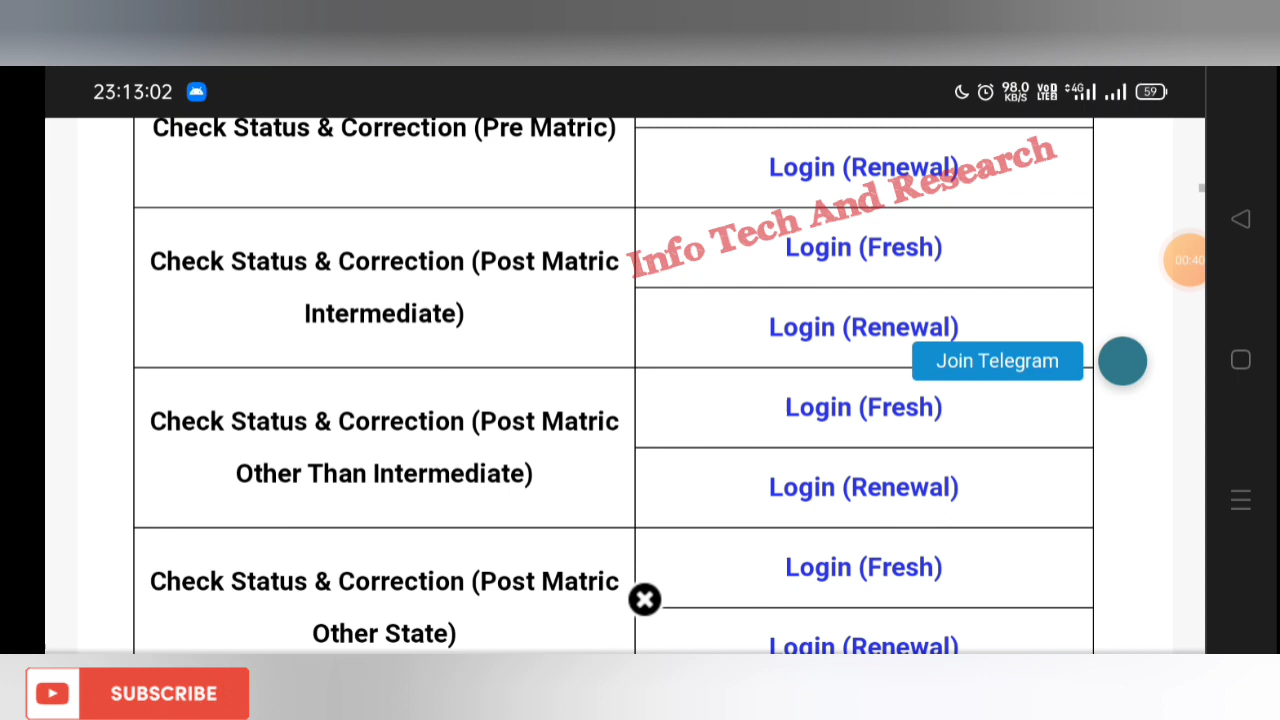 23:13:02
98.0
KB/S
VoD
LTE
4G
59
Check Status & Correction (Pre Matric)
Login (Renewal)
Info Tech And Research
Check Status & Correction (Post Matric
Intermediate)
Login (Fresh)
00:40
Login (Renewal)
Join Telegram
Check Status & Correction (Post Matric
Other Than Intermediate)
Login (Fresh)
Login (Renewal)
Check Status & Correction (Post Matric
Other State)
Login (Fresh)
Login (Renewal)
SUBSCRIBE